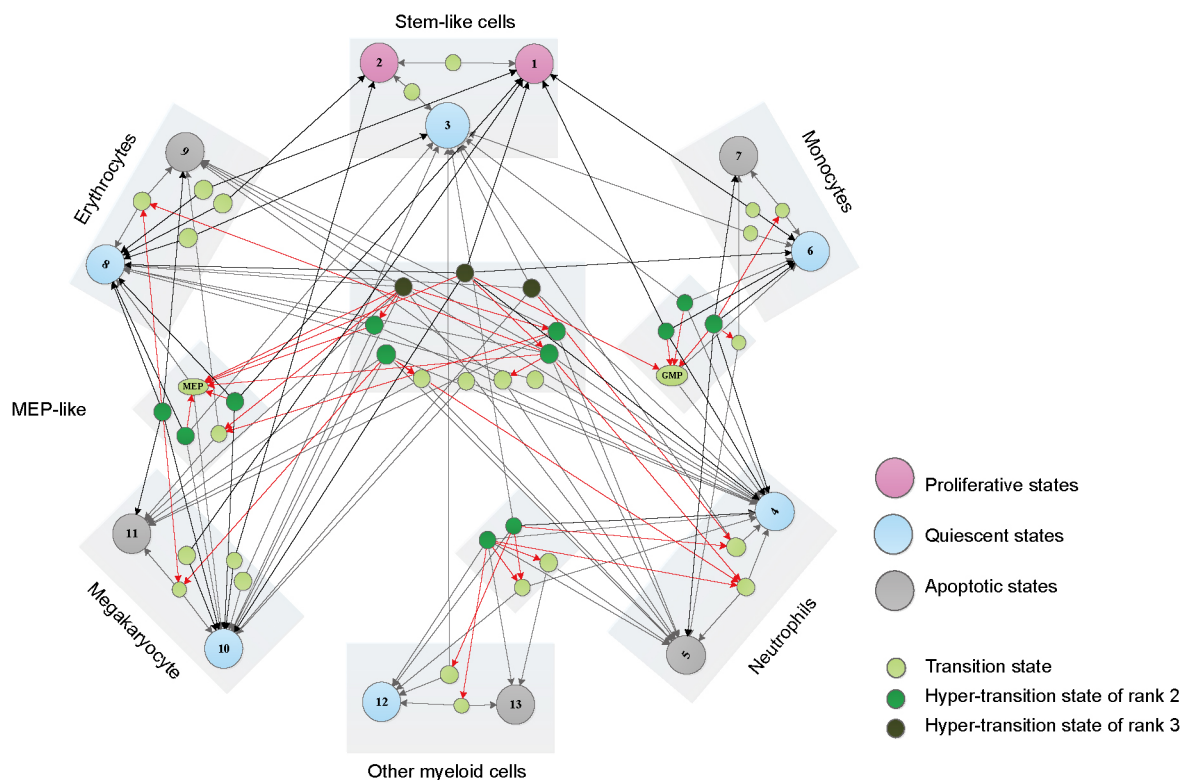 Stem-like cells
2
1
3
Erythrocytes
9
8
Monocytes
7
6
MEP
GMP
MEP-like
11
10
Megakaryocyte
4
5
Neutrophils
12
13
Other myeloid cells
Proliferative states
Quiescent states
Apoptotic states
Transition state
Hyper-transition state of rank 2
Hyper-transition state of rank 3